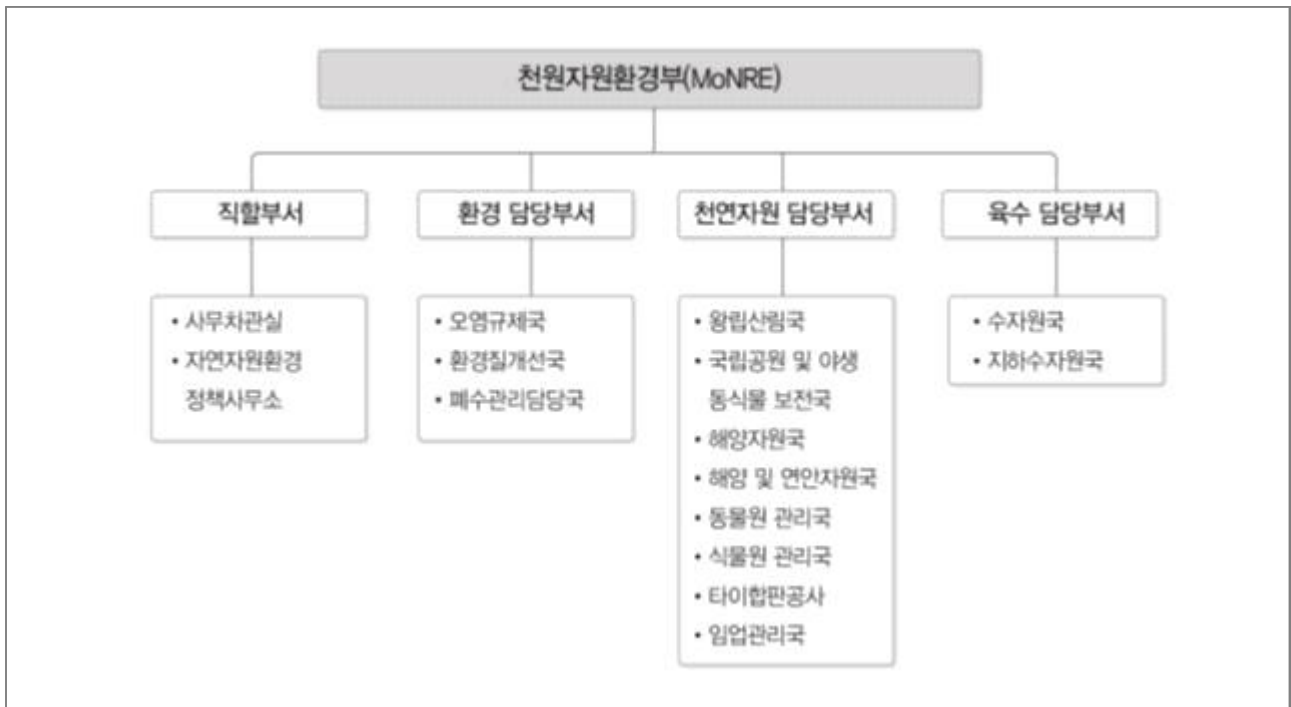 천원자원환경부(MoNRE)
직할부서
• 사무차관실
• 자연자원환경
정책사무소
환경 담당부서
• 오염규제국
• 환경질개선국
• 폐수관리담당국
천연자원 담당부서
• 왕립산림국
• 국립공원 및 야생
동식물 보전국
• 해양자원국
• 해양 및 연안자원국
• 동물원 관리국
• 식물원 관리국
• 타이합판공사
• 임업관리국
육수 담당부서
• 수자원국
• 지하수자원국